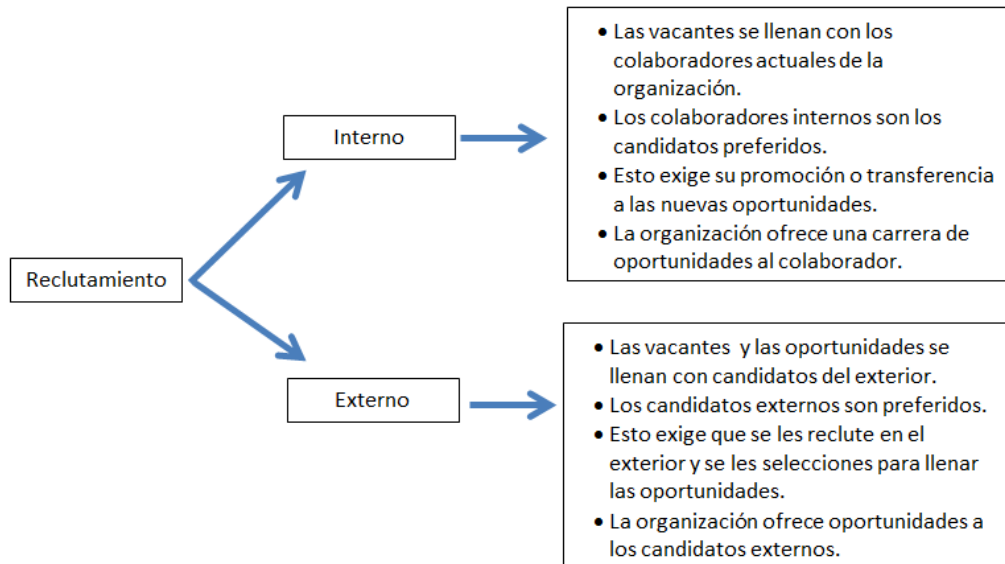 Reclutamiento
Interno
• Las vacantes se llenan con los
colaboradores actuales de la
organización.
• Los colaboradores internos son los
candidatos preferidos.
• Esto exige su promoción o transferencia
a las nuevas oportunidades.
• La organización ofrece una carrera de
oportunidades al colaborador.
Externo
• Las vacantes y las oportunidades se
llenan con candidatos del exterior.
• Los candidatos externos son preferidos.
• Esto exige que se les reclute en el
exterior y se les selecciones para llenar
las oportunidades.
• La organización ofrece oportunidades a
los candidatos externos.